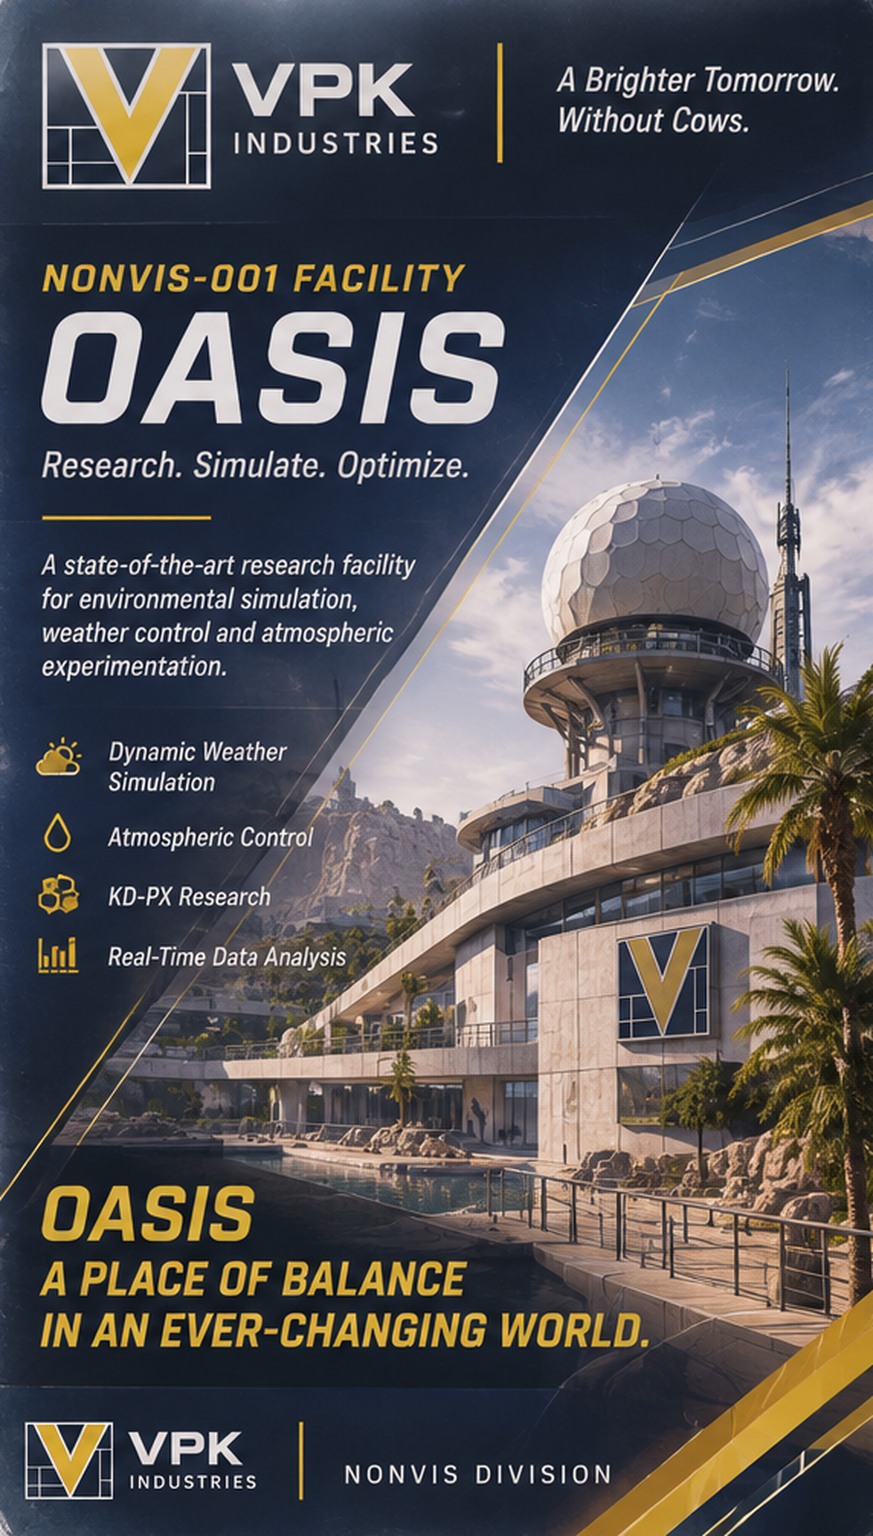 VPK
INDUSTRIES
A Brighter Tomorrow.
Without Cows.
NONVIS-001 FACILITY
OASIS
Research. Simulate. Optimize.
A state-of-the-art research facility
for environmental simulation,
weather control and atmospheric
experimentation.
Dynamic Weather
Simulation
Atmospheric Control
KD-PX Research
Real-Time Data Analysis
OASIS
A PLACE OF BALANCE
IN AN EVER-CHANGING WORLD.
VPK
INDUSTRIES
NONVIS DIVISION